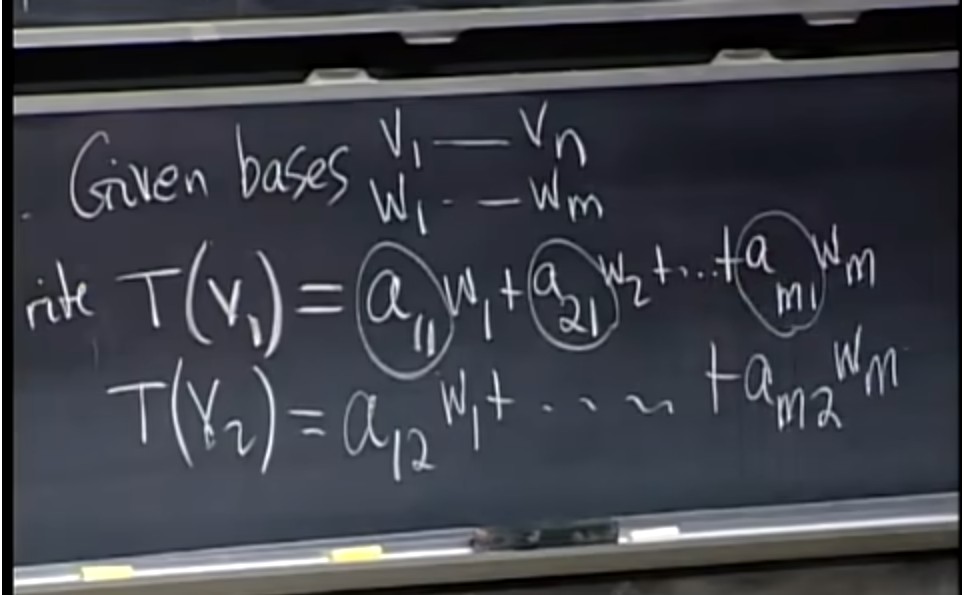 Given bases v₁ — vₙ
w₁ - — wₘ
rite T(v₁) = a₁₁ w₁ + a₂₁ w₂ + ... + aₘ₁ wₘ
T(v₂) = a₁₂ w₁ + .... + aₘ₂ wₘ